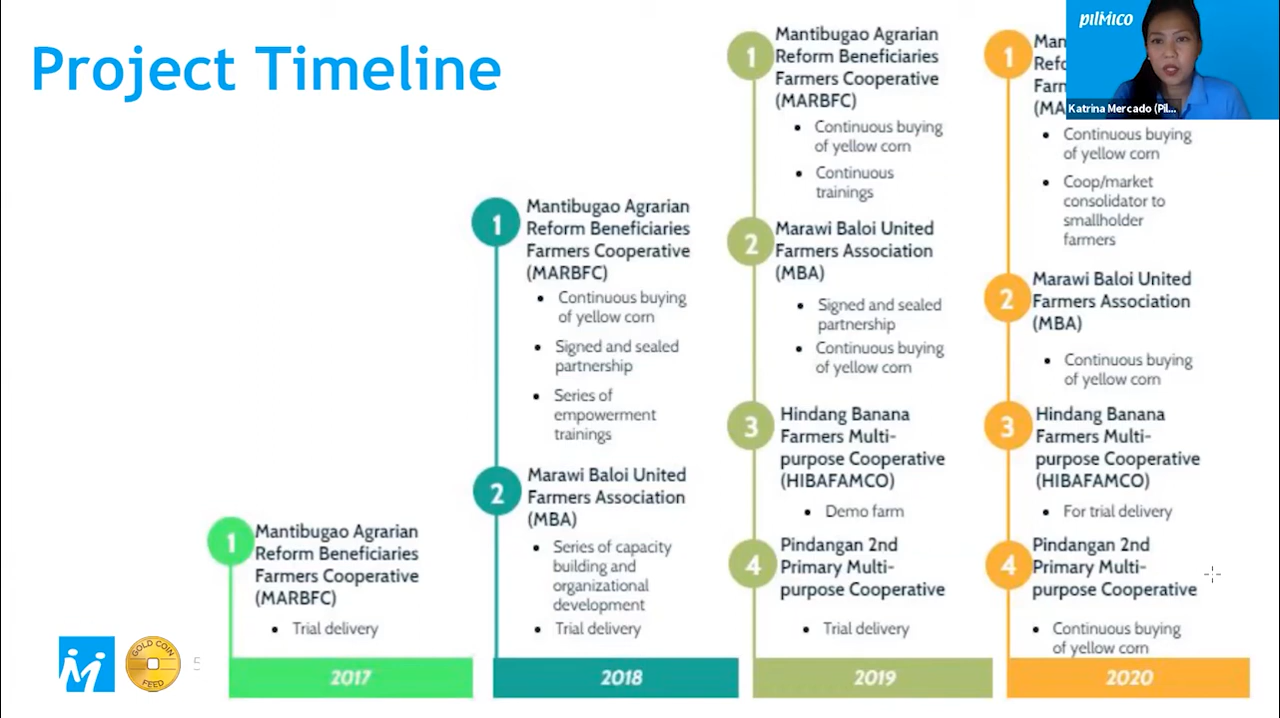 Project Timeline
1
Mantibugao Agrarian
Reform Beneficiaries
Farmers Cooperative
(MARBFC)
• Trial delivery
2017
1
Mantibugao Agrarian
Reform Beneficiaries
Farmers Cooperative
(MARBFC)
• Continuous buying
of yellow corn
• Signed and sealed
partnership
• Series of
empowerment
trainings
2
Marawi Baloi United
Farmers Association
(MBA)
• Series of capacity
building and
organizational
development
• Trial delivery
2018
1
Mantibugao Agrarian
Reform Beneficiaries
Farmers Cooperative
(MARBFC)
• Continuous buying
of yellow corn
• Continuous
trainings
2
Marawi Baloi United
Farmers Association
(MBA)
• Signed and sealed
partnership
• Continuous buying
of yellow corn
3
Hindang Banana
Farmers Multi-
purpose Cooperative
(HIBAFAMCO)
• Demo farm
4
Pindangan 2nd
Primary Multi-
purpose Cooperative
• Trial delivery
2019
1
Man
Refo
Farm
(MA
• Continuous buying
of yellow corn
• Coop/market
consolidator to
smallholder
farmers
2
Marawi Baloi United
Farmers Association
(MBA)
• Continuous buying
of yellow corn
3
Hindang Banana
Farmers Multi-
purpose Cooperative
(HIBAFAMCO)
• For trial delivery
4
Pindangan 2nd
Primary Multi-
purpose Cooperative
• Continuous buying
of yellow corn
2020
PILMICO
Katrina Mercado (Pil...
GOLD COIN
FEED
5